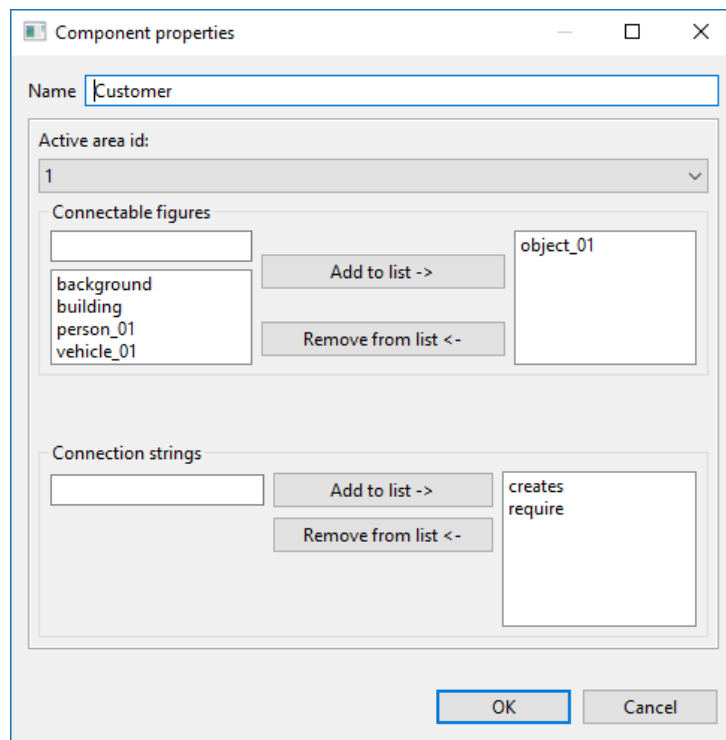 Component properties
Name Customer
Active area id:
1
Connectable figures
background
building
person_01
vehicle_01
Add to list ->
Remove from list <-
object_01
Connection strings
Add to list ->
Remove from list <-
creates
require
OK
Cancel